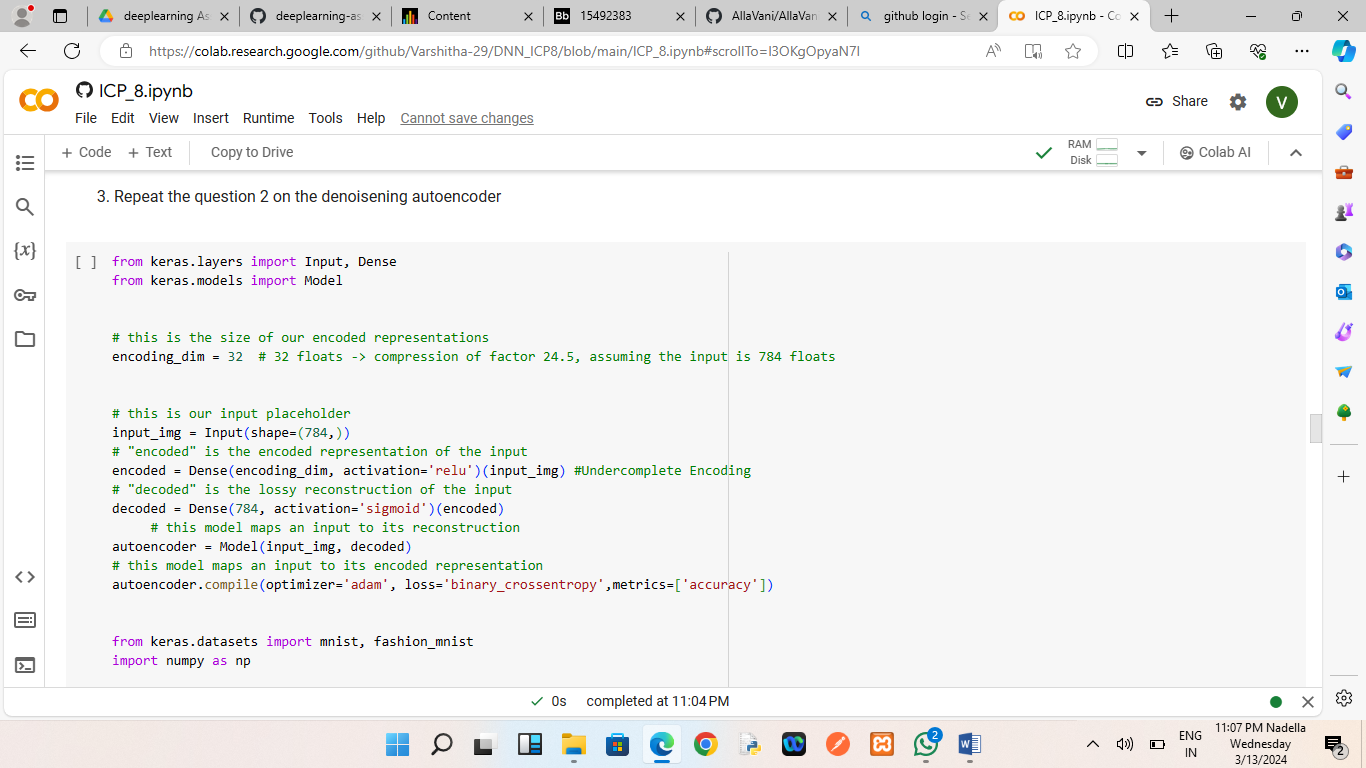 deeplearning As
deeplearning-as
Content
Bb 15492383
AllaVani/AllaVan
github login - Se
ICP_8.ipynb - Co
https://colab.research.google.com/github/Varshitha-29/DNN_ICP8/blob/main/ICP_8.ipynb#scrollTo=I3OKgOpyaN7I
ICP_8.ipynb
File Edit View Insert Runtime Tools Help Cannot save changes
Share
V
+ Code + Text Copy to Drive
RAM
Disk
Colab AI
3. Repeat the question 2 on the denoisening autoencoder
[ ] from keras.layers import Input, Dense
from keras.models import Model
# this is the size of our encoded representations
encoding_dim = 32  # 32 floats -> compression of factor 24.5, assuming the input is 784 floats
# this is our input placeholder
input_img = Input(shape=(784,))
# "encoded" is the encoded representation of the input
encoded = Dense(encoding_dim, activation='relu')(input_img) #Undercomplete Encoding
# "decoded" is the lossy reconstruction of the input
decoded = Dense(784, activation='sigmoid')(encoded)
# this model maps an input to its reconstruction
autoencoder = Model(input_img, decoded)
# this model maps an input to its encoded representation
autoencoder.compile(optimizer='adam', loss='binary_crossentropy',metrics=['accuracy'])
from keras.datasets import mnist, fashion_mnist
import numpy as np
{x}
0s completed at 11:04 PM
2
W
ENG
IN
11:07 PM Nadella
Wednesday
3/13/2024
2